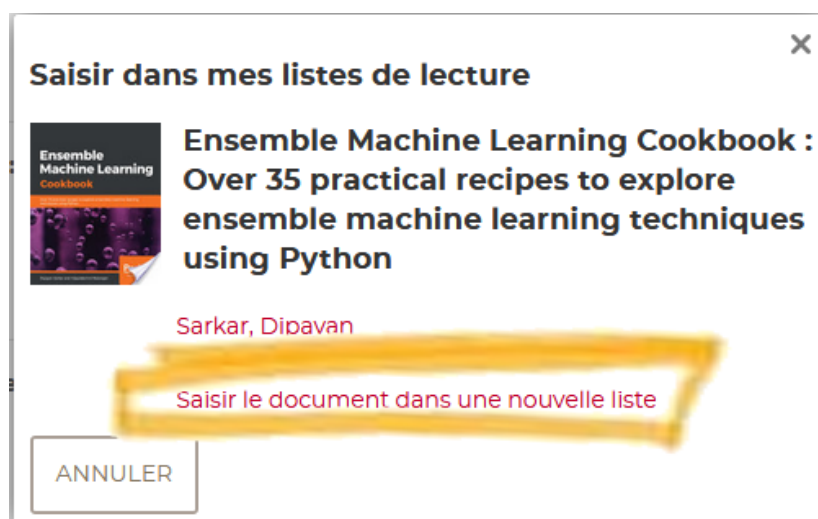 ×
Saisir dans mes listes de lecture
Ensemble
Machine Learning
Cookbook
Ensemble Machine Learning Cookbook :
Over 35 practical recipes to explore
ensemble machine learning techniques
using Python
Sarkar, Dipayan
Saisir le document dans une nouvelle liste
ANNULER